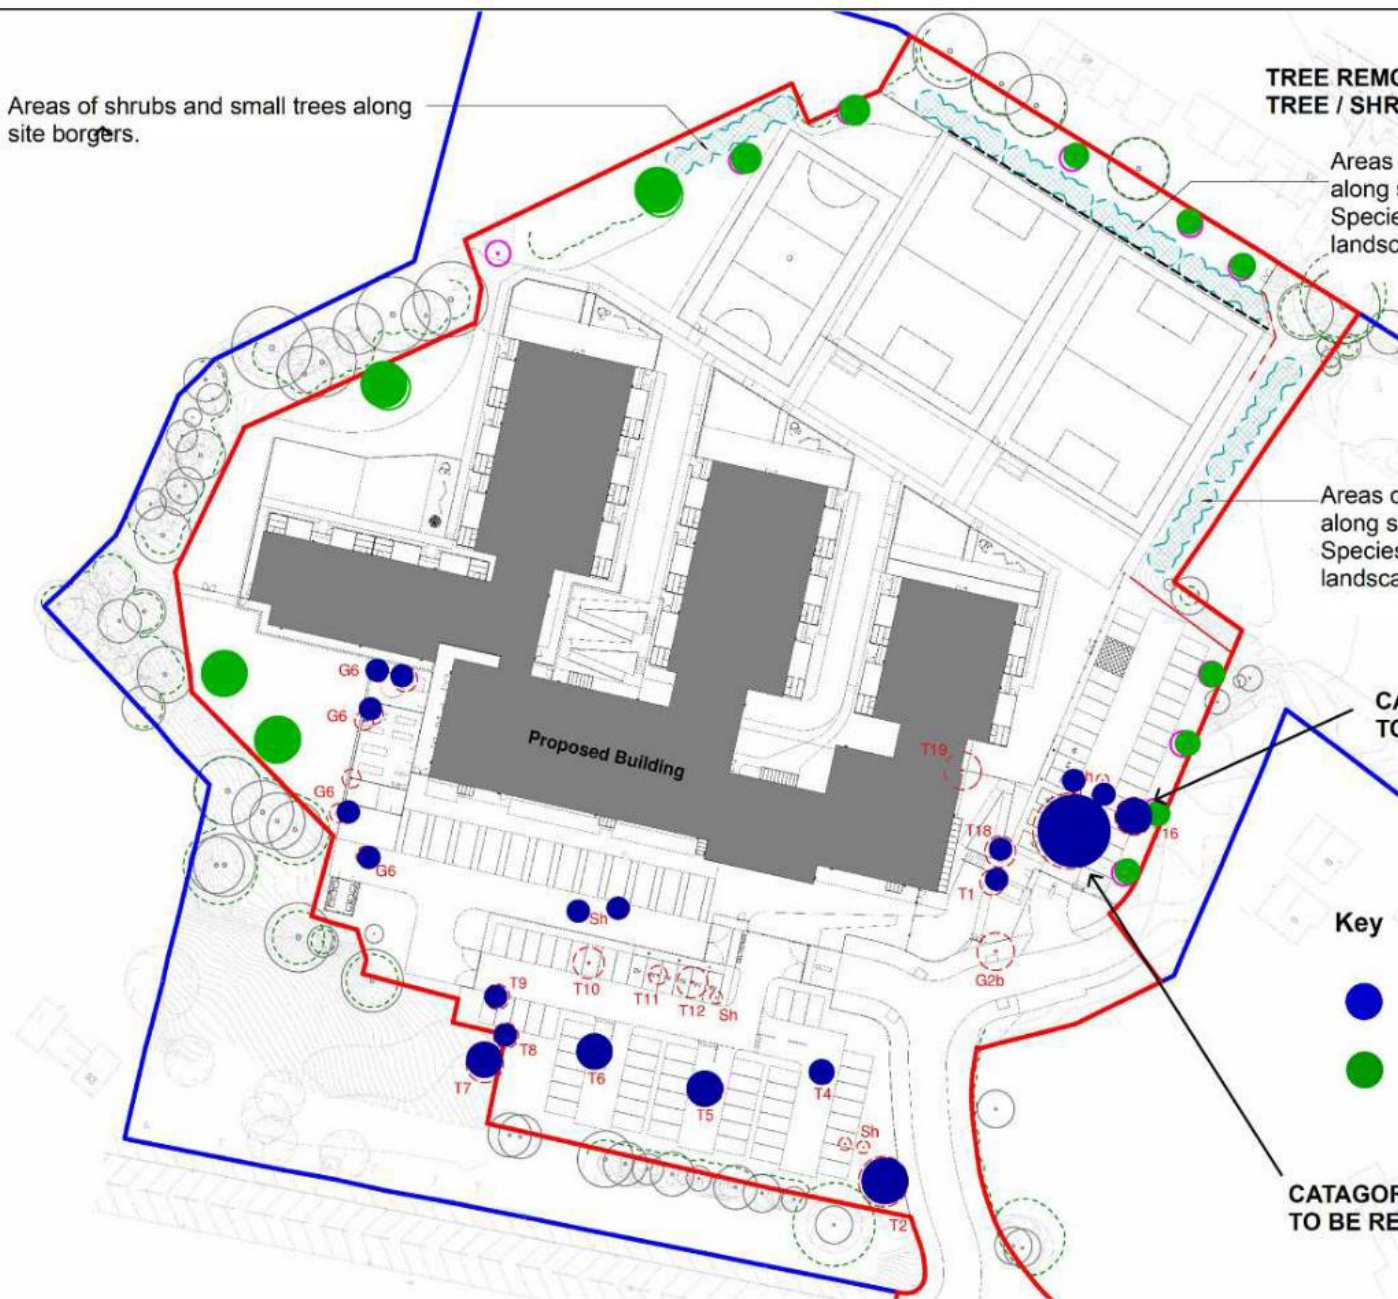 Areas of shrubs and small trees along
site borgers.
TREE REMO
TREE / SHR
Areas
along s
Specie
landsc
Areas o
along s
Species
landsca
CA
TO
Proposed Building
G6
G6
G6
G6
T19
T18
T1
16
Sh
G2b
T9
T10
T11
T12
Sh
T8
T7
T6
T5
T4
Sh
T2
Key
CATAGOR
TO BE RE